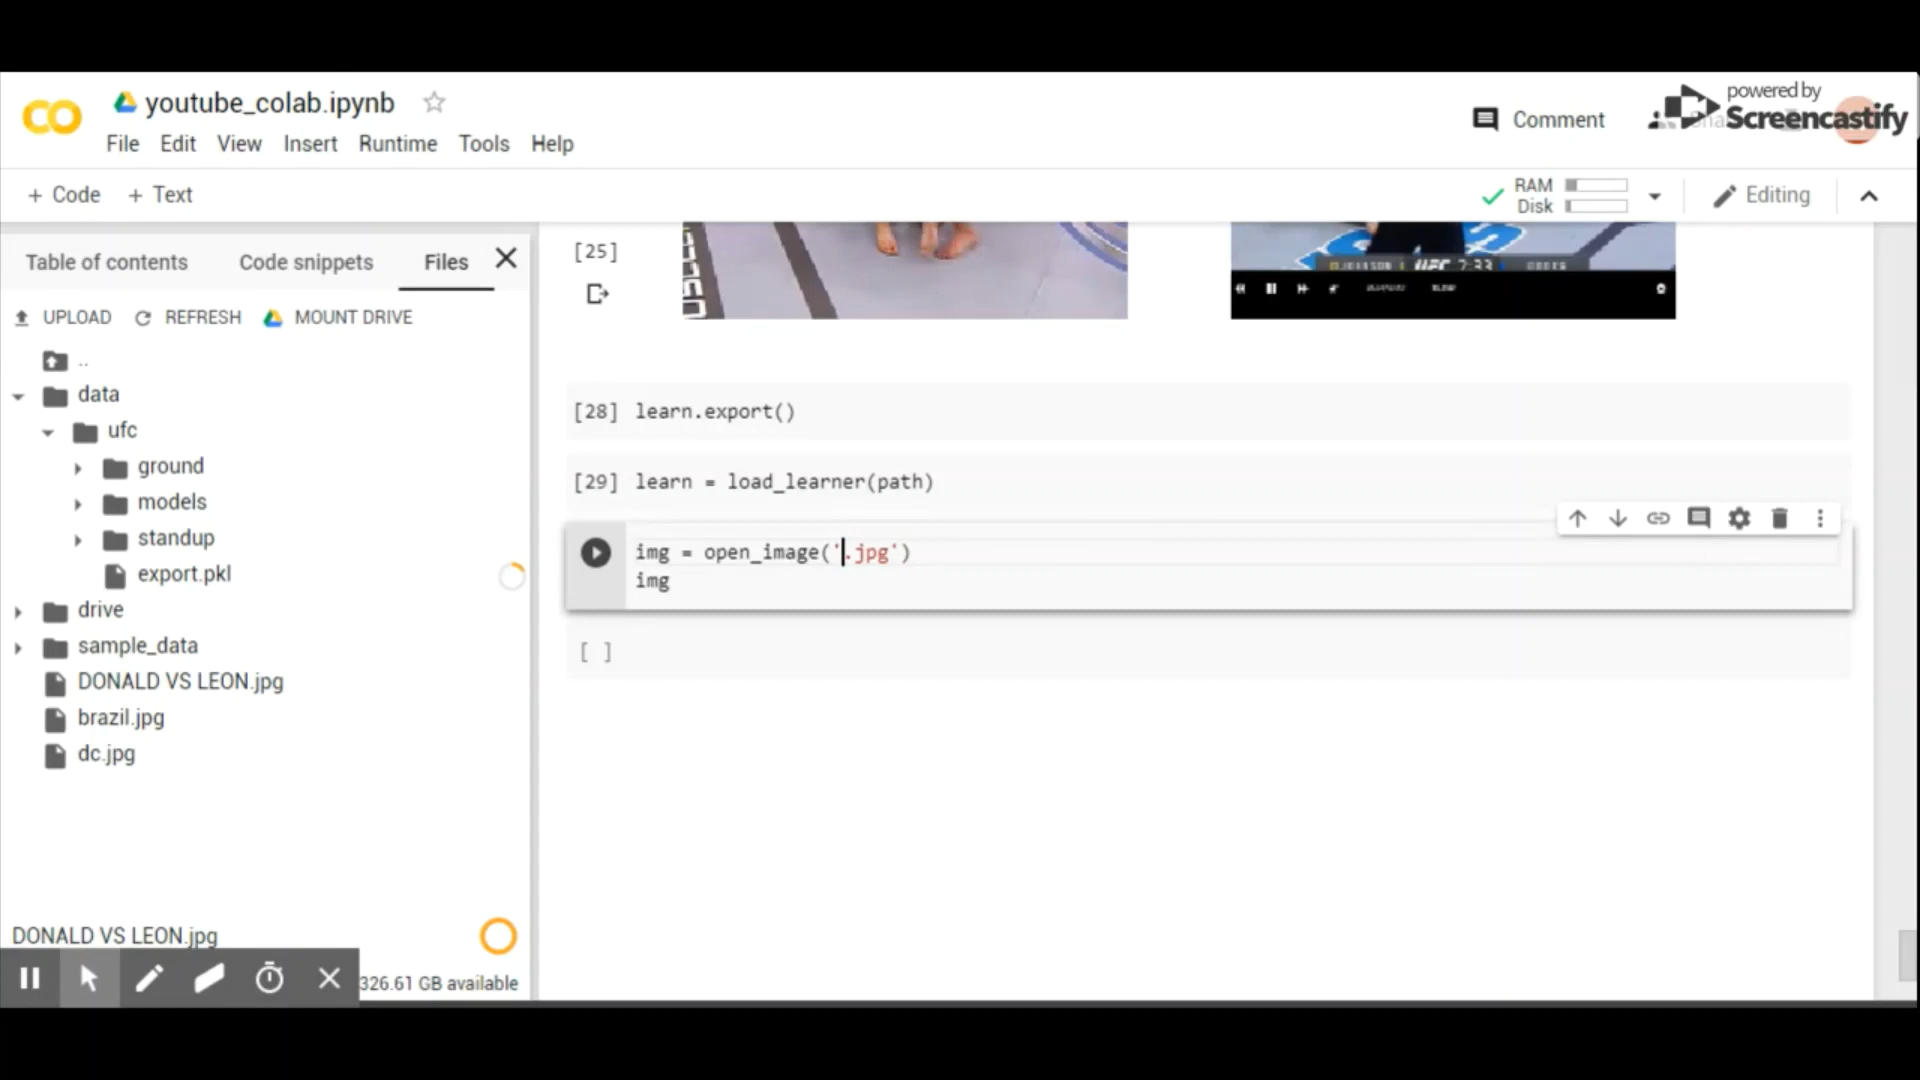 youtube_colab.ipynb
powered by
Screencastify
Comment
File Edit View Insert Runtime Tools Help
+ Code + Text
RAM
Disk
Editing
Table of contents Code snippets Files
UPLOAD REFRESH MOUNT DRIVE
..
data
ufc
ground
models
standup
export.pkl
drive
sample_data
DONALD VS LEON.jpg
brazil.jpg
dc.jpg
DONALD VS LEON.jpg
326.61 GB available
[25]
UFC 2:33
[28] learn.export()
[29] learn = load_learner(path)
img = open_image('.jpg')
img
[ ]